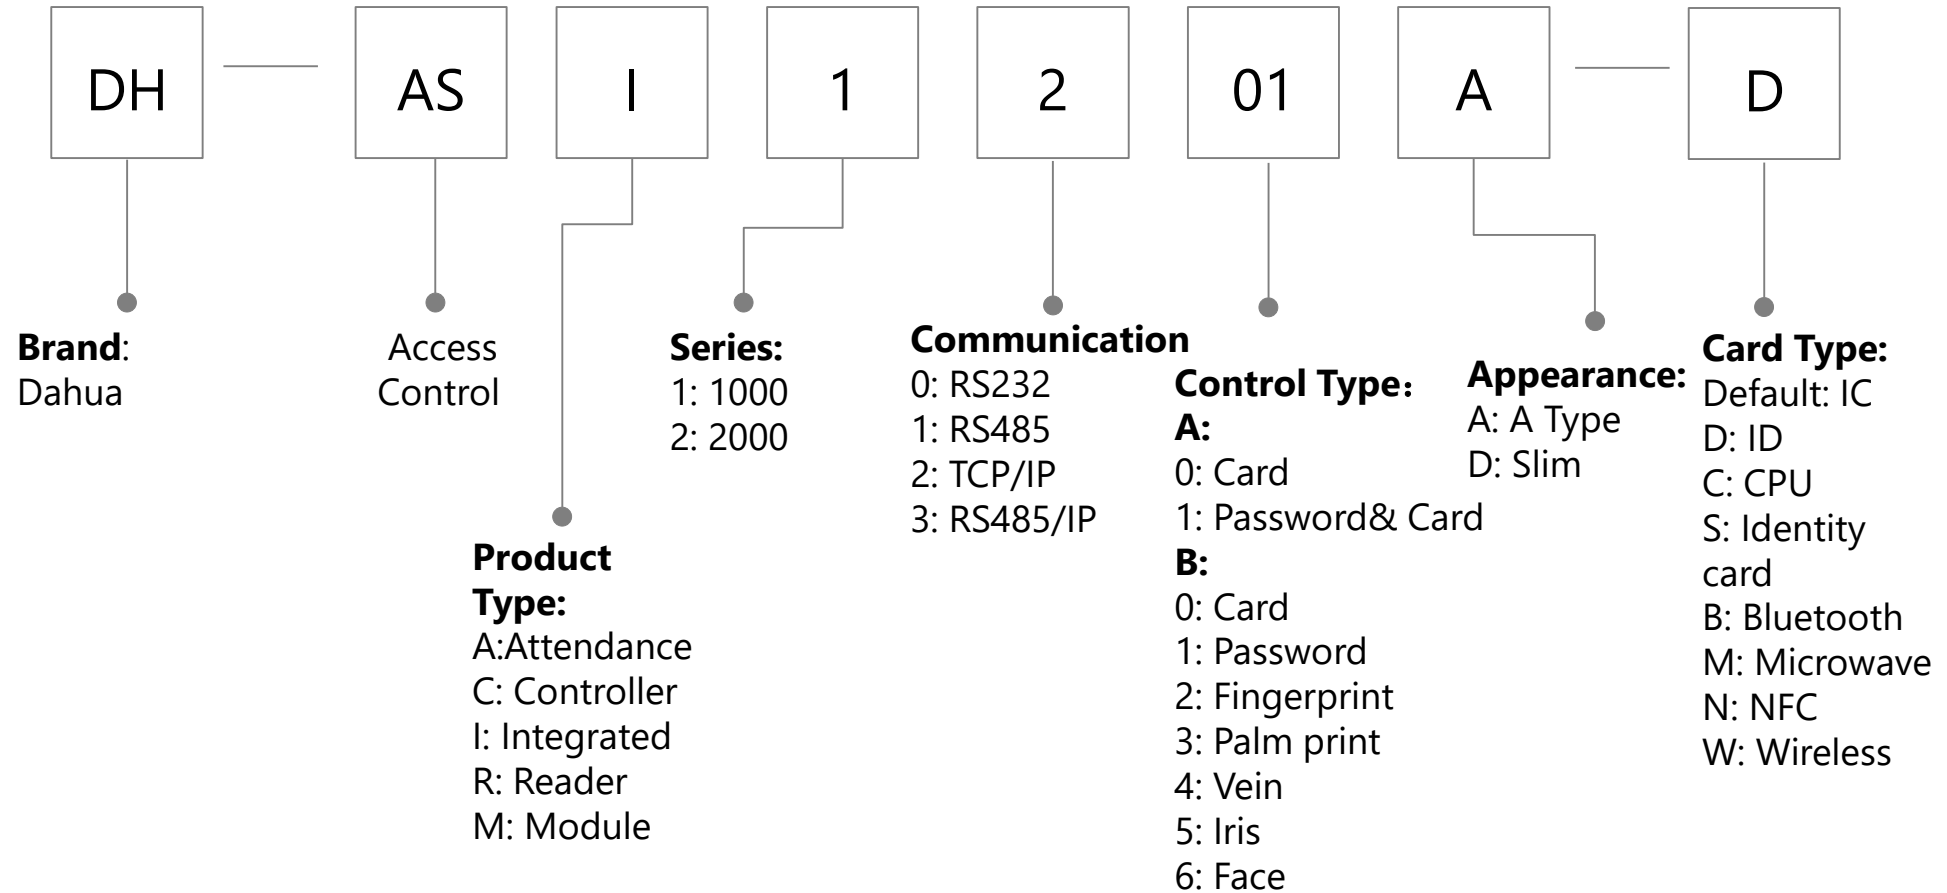 DH — AS I 1 2 01 A — D
Brand:
Dahua
Access
Control
Product
Type:
A:Attendance
C: Controller
I: Integrated
R: Reader
M: Module
Series:
1: 1000
2: 2000
Communication
0: RS232
1: RS485
2: TCP/IP
3: RS485/IP
Control Type：
A:
0: Card
1: Password& Card
B:
0: Card
1: Password
2: Fingerprint
3: Palm print
4: Vein
5: Iris
6: Face
Appearance:
A: A Type
D: Slim
Card Type:
Default: IC
D: ID
C: CPU
S: Identity
card
B: Bluetooth
M: Microwave
N: NFC
W: Wireless